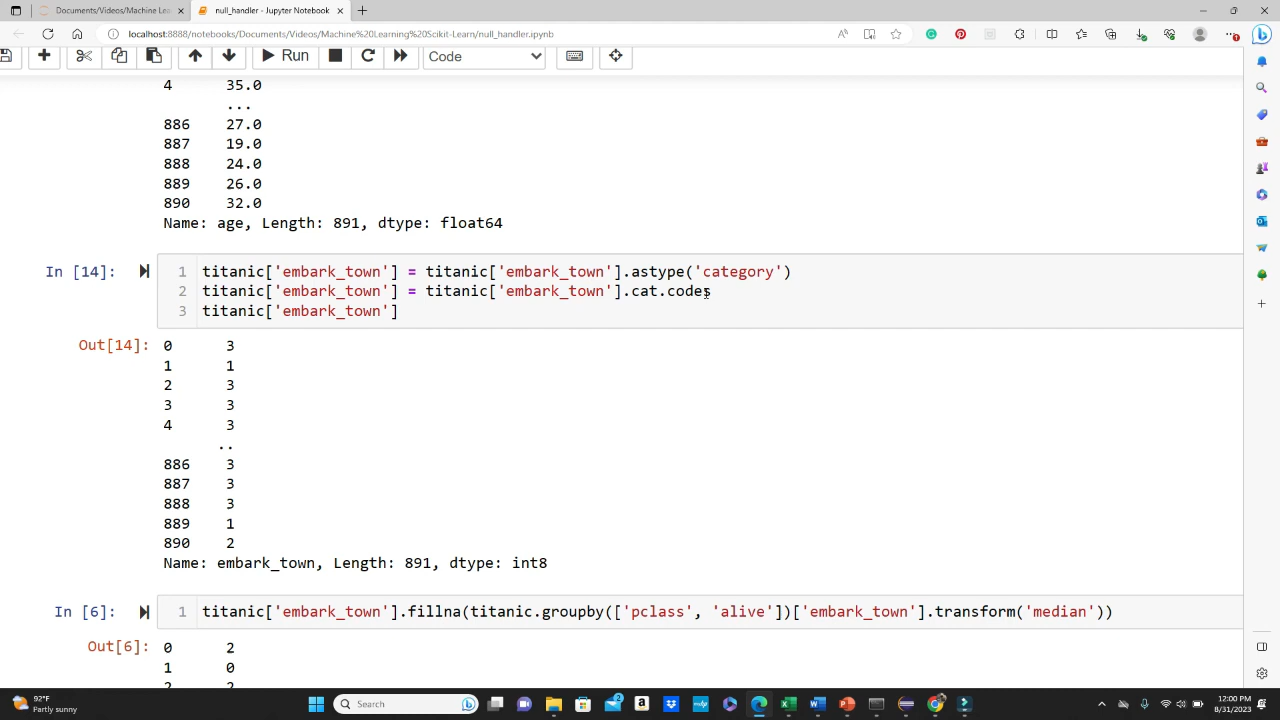 Documents/Videos/Machine Lea
null_handler - Jupyter Notebook
localhost:8888/notebooks/Documents/Videos/Machine%20Learning%20Scikit-Learn/null_handler.ipynb
Run
Code
4 35.0
...
886 27.0
887 19.0
888 24.0
889 26.0
890 32.0
Name: age, Length: 891, dtype: float64
In [14]:
1 titanic['embark_town'] = titanic['embark_town'].astype('category')
2 titanic['embark_town'] = titanic['embark_town'].cat.codes
3 titanic['embark_town']
Out[14]: 0 3
1 1
2 3
3 3
4 3
..
886 3
887 3
888 3
889 1
890 2
Name: embark_town, Length: 891, dtype: int8
In [6]: 1 titanic['embark_town'].fillna(titanic.groupby(['pclass', 'alive'])['embark_town'].transform('median'))
Out[6]: 0 2
1 0
2 2
92°F
Partly sunny
Search
12:00 PM
8/31/2023